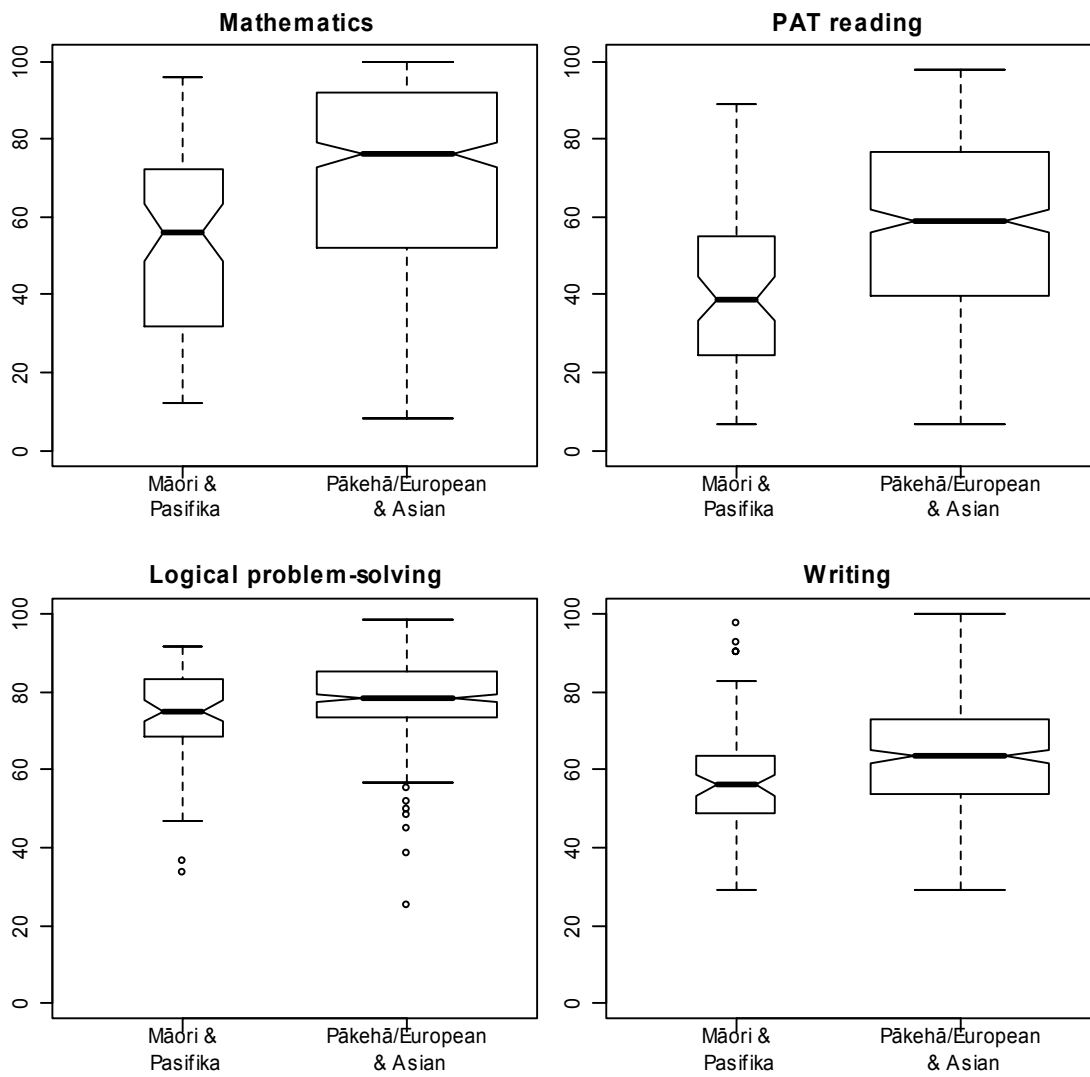 Mathematics
100
80
60
40
20
0
Māori &
Pasifika
Pākehā/European
& Asian
PAT reading
100
80
60
40
20
0
Māori &
Pasifika
Pākehā/European
& Asian
Logical problem-solving
100
80
60
40
20
0
Māori &
Pasifika
Pākehā/European
& Asian
Writing
100
80
60
40
20
0
Māori &
Pasifika
Pākehā/European
& Asian